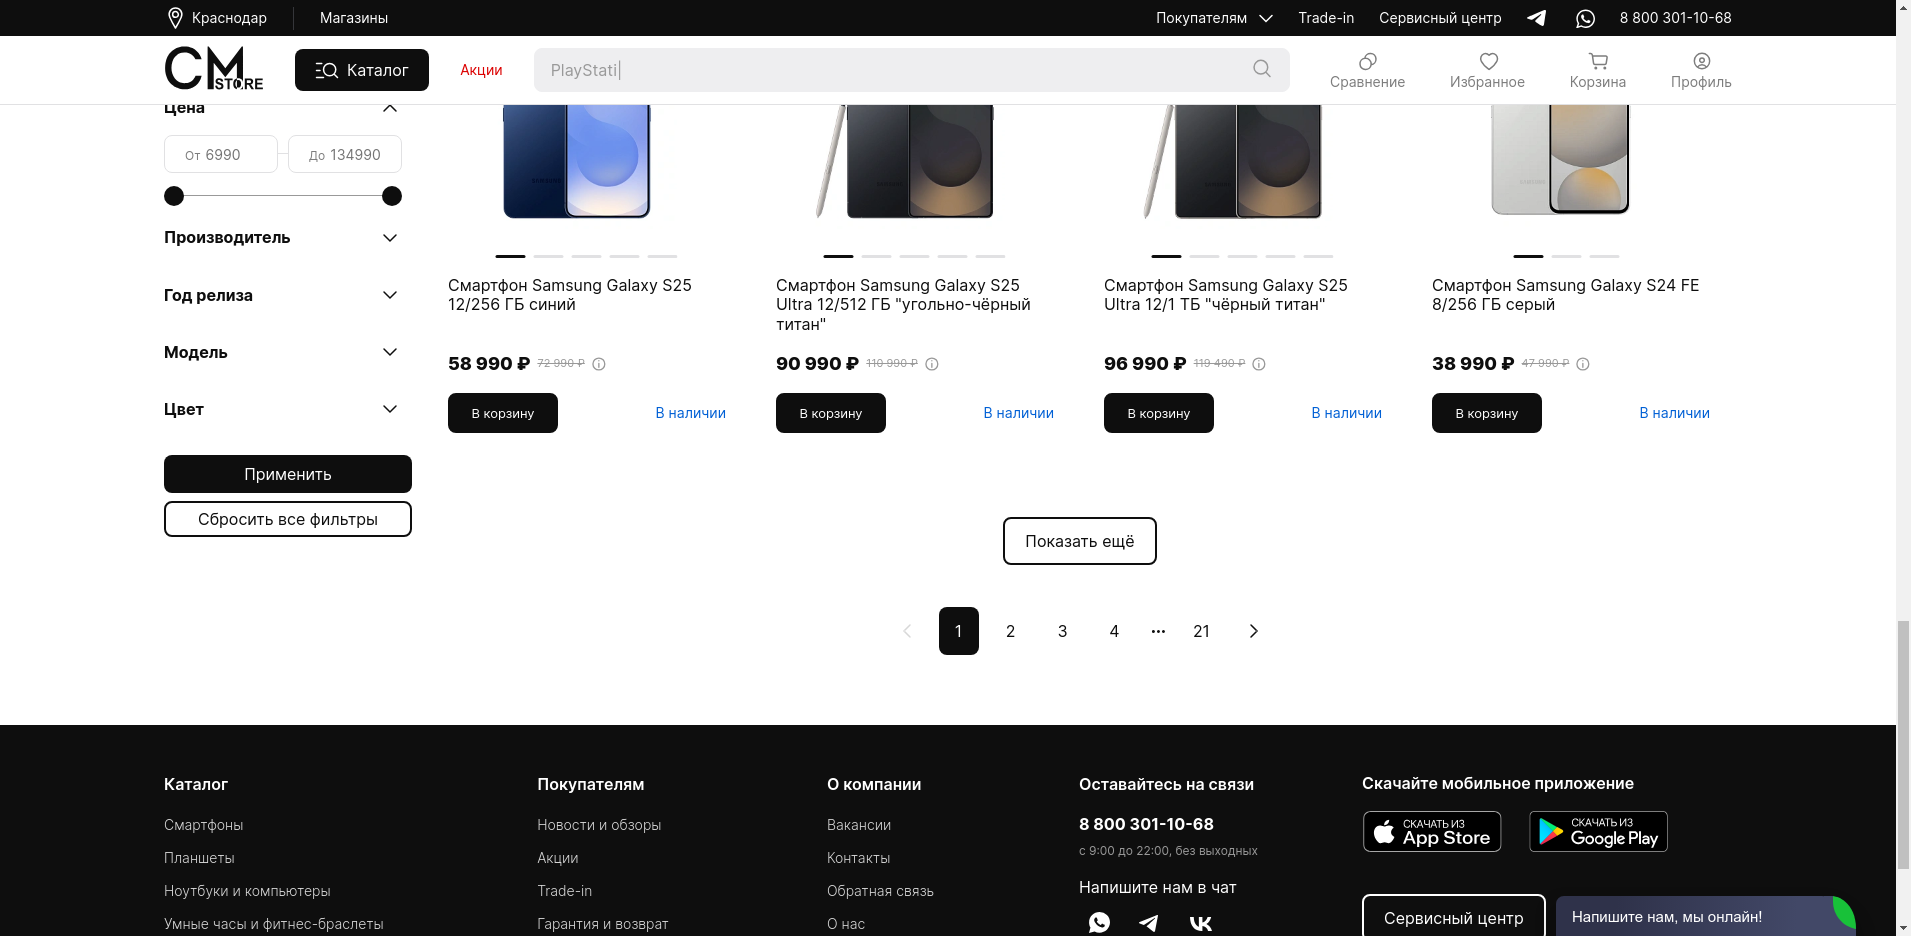 Краснодар
Магазины
Покупателям
Trade-in
Сервисный центр
8 800 301-10-68
CM STORE
Каталог
Акции
PlayStati
Сравнение
Избранное
Корзина
Профиль
Цена
От 6990
До 134990
Производитель
Год релиза
Модель
Цвет
Применить
Сбросить все фильтры
Смартфон Samsung Galaxy S25
12/256 ГБ синий
58 990 ₽ 72 990 ₽
В корзину
В наличии
Смартфон Samsung Galaxy S25
Ultra 12/512 ГБ "угольно-чёрный
титан"
90 990 ₽ 110 990 ₽
В корзину
В наличии
Смартфон Samsung Galaxy S25
Ultra 12/1 ТБ "чёрный титан"
96 990 ₽ 119 490 ₽
В корзину
В наличии
Смартфон Samsung Galaxy S24 FE
8/256 ГБ серый
38 990 ₽ 47 990 ₽
В корзину
В наличии
Показать ещё
1 2 3 4 ... 21
Каталог
Смартфоны
Планшеты
Ноутбуки и компьютеры
Умные часы и фитнес-браслеты
Покупателям
Новости и обзоры
Акции
Trade-in
Гарантия и возврат
О компании
Вакансии
Контакты
Обратная связь
О нас
Оставайтесь на связи
8 800 301-10-68
с 9:00 до 22:00, без выходных
Напишите нам в чат
Скачайте мобильное приложение
СКАЧАТЬ ИЗ
App Store
СКАЧАТЬ ИЗ
Google Play
Сервисный центр
Напишите нам, мы онлайн!